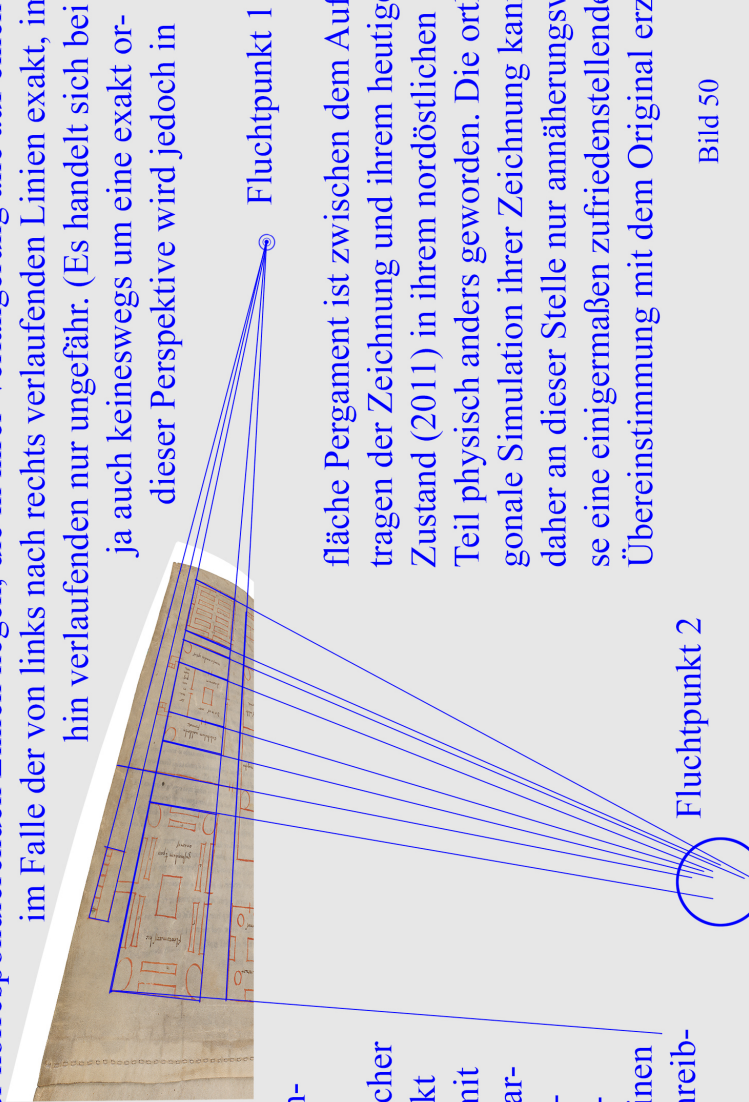 im Falle der von links nach rechts verlaufenden Linien exakt, in
hin verlaufenden nur ungefähr. (Es handelt sich bei
ja auch keineswegs um eine exakt or-
dieser Perspektive wird jedoch in
Fluchtpunkt 1
fläche Pergament ist zwischen dem Auf
tragen der Zeichnung und ihrem heutige
Zustand (2011) in ihrem nordöstlichen
Teil physisch anders geworden. Die ort
gonale Simulation ihrer Zeichnung kan
daher an dieser Stelle nur annäherungsw
se eine einigermaßen zufriedenstellende
Übereinstimmung mit dem Original erz
Bild 50
Fluchtpunkt 2
n-
cher
kt
mit
ar-
-
-
inen
reib-